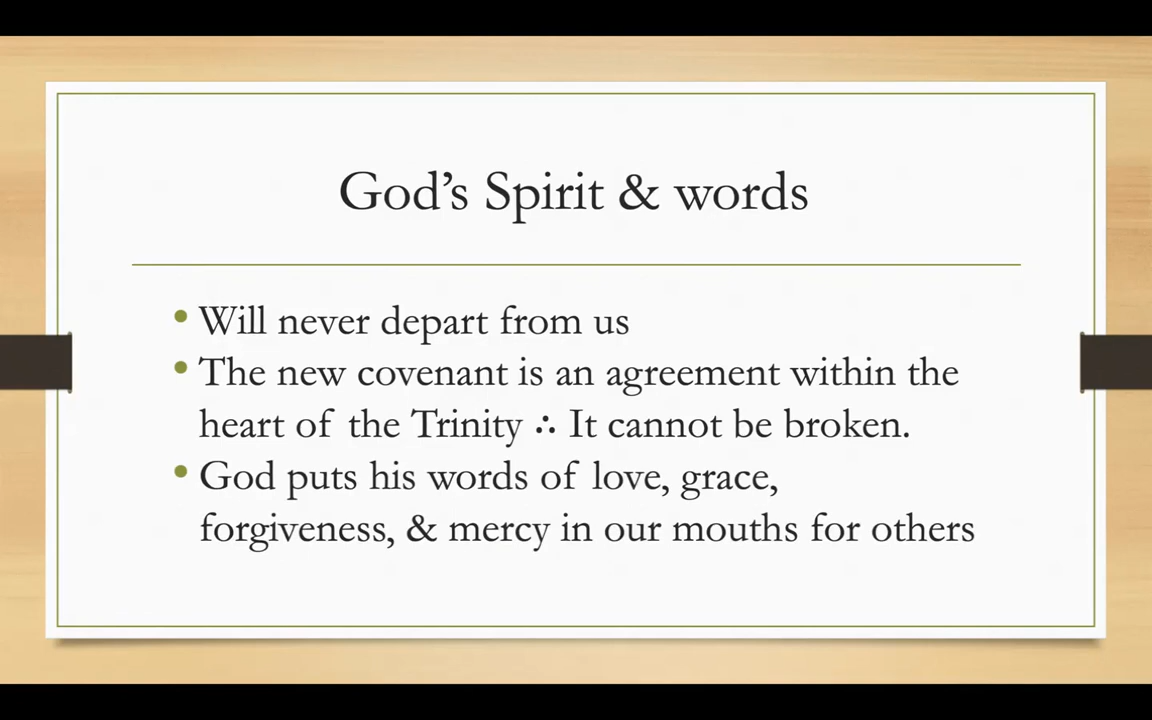 God’s Spirit & words
• Will never depart from us
• The new covenant is an agreement within the
heart of the Trinity ∴ It cannot be broken.
• God puts his words of love, grace,
forgiveness, & mercy in our mouths for others